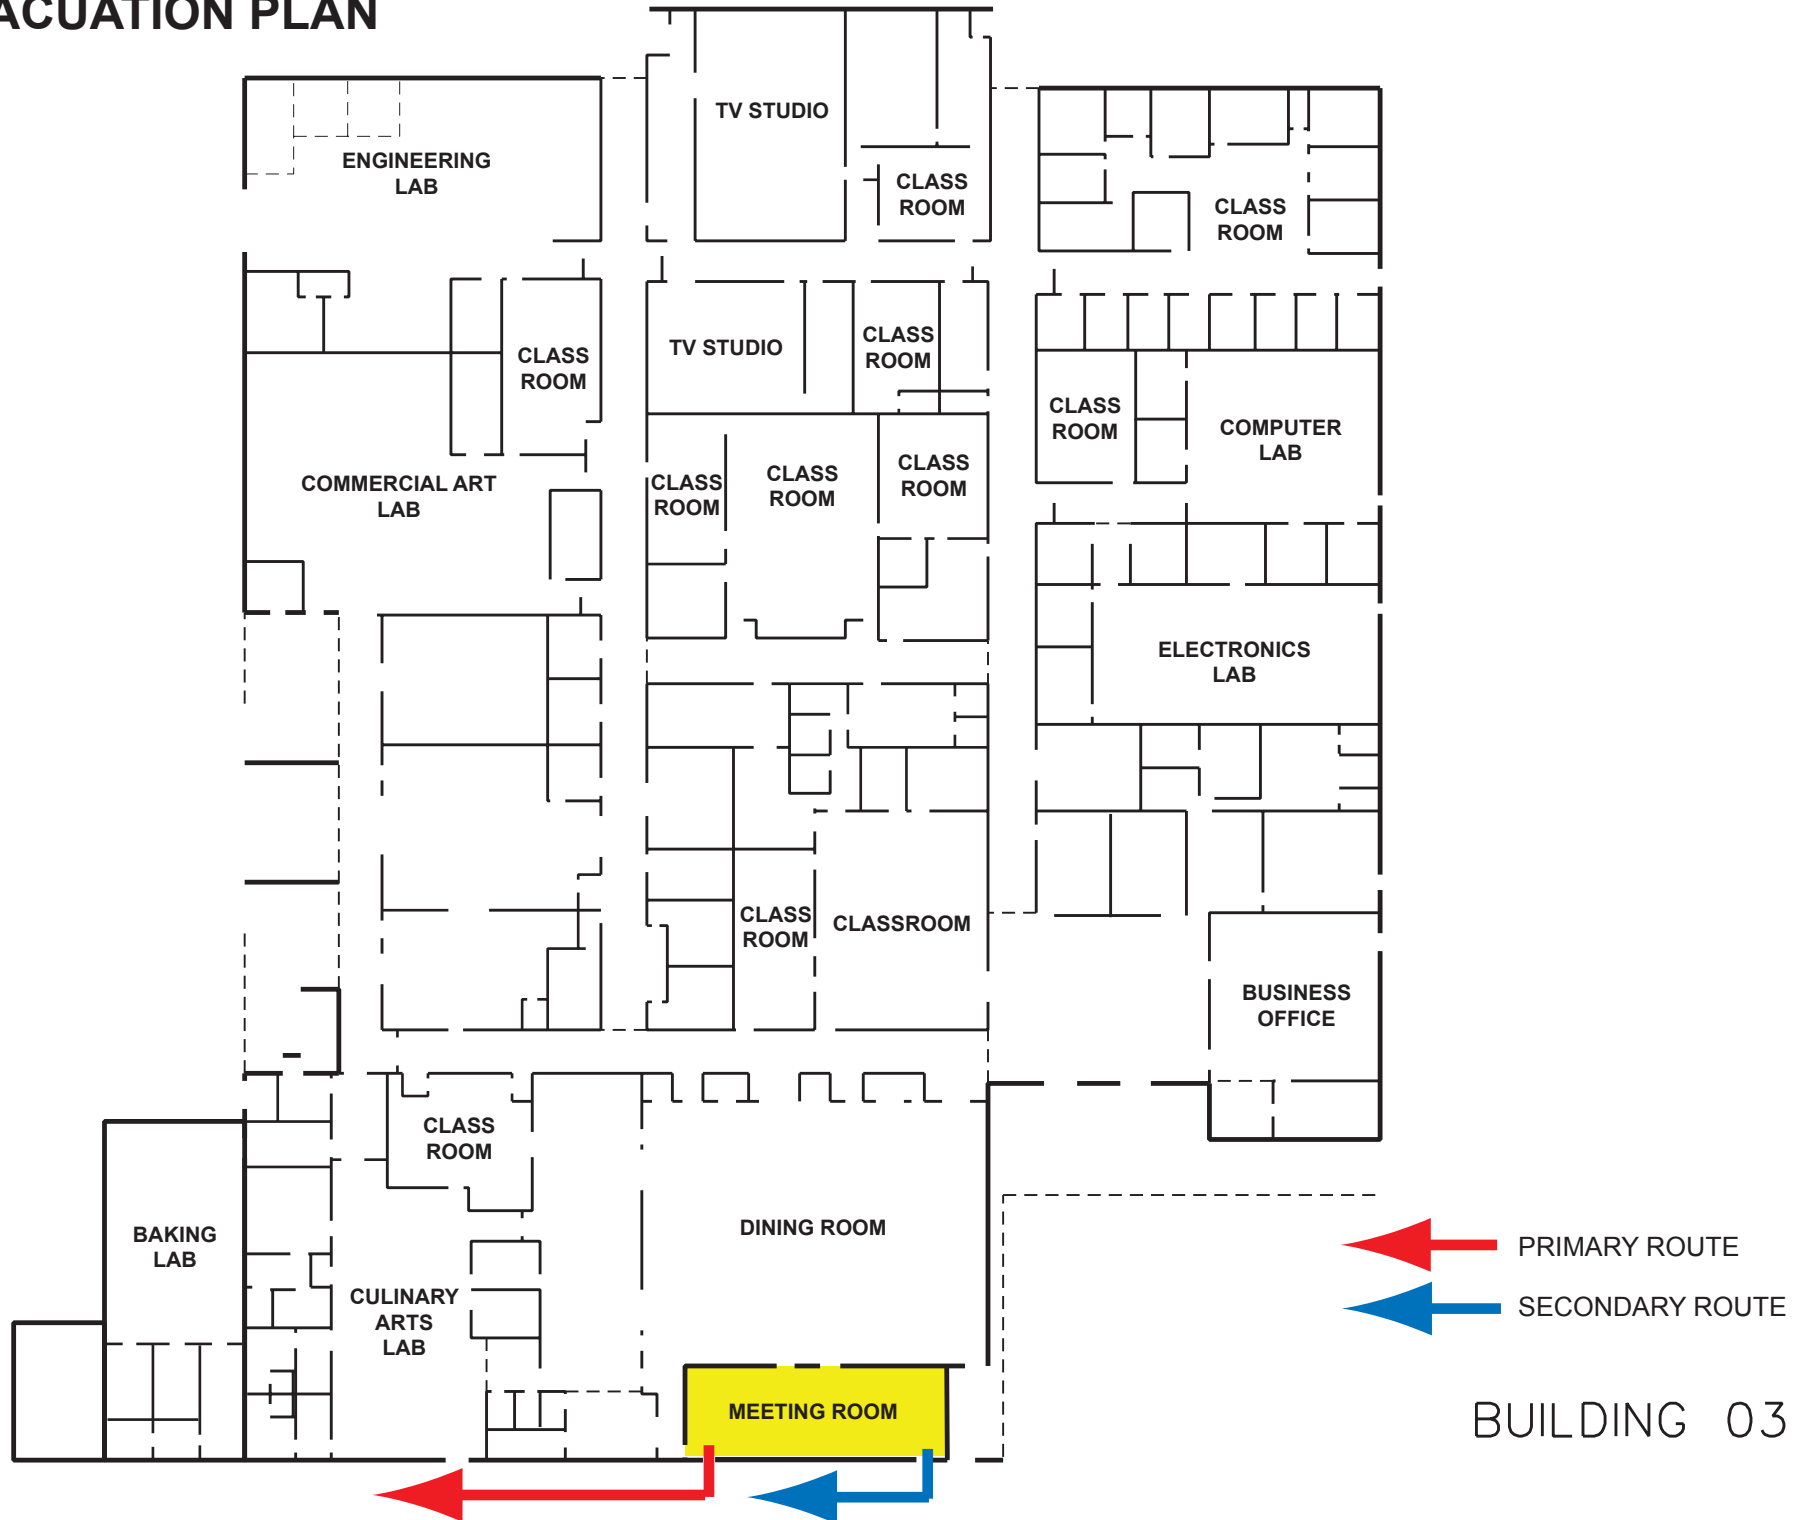 ACUATION PLAN
TV STUDIO
ENGINEERING
LAB
CLASS
ROOM
CLASS
ROOM
TV STUDIO
CLASS
ROOM
CLASS
ROOM
CLASS
ROOM
COMPUTER
LAB
COMMERCIAL ART
LAB
CLASS
ROOM
CLASS
ROOM
CLASS
ROOM
ELECTRONICS
LAB
CLASS
ROOM
CLASSROOM
BUSINESS
OFFICE
CLASS
ROOM
BAKING
LAB
DINING ROOM
CULINARY
ARTS
LAB
MEETING ROOM
PRIMARY ROUTE
SECONDARY ROUTE
BUILDING 03